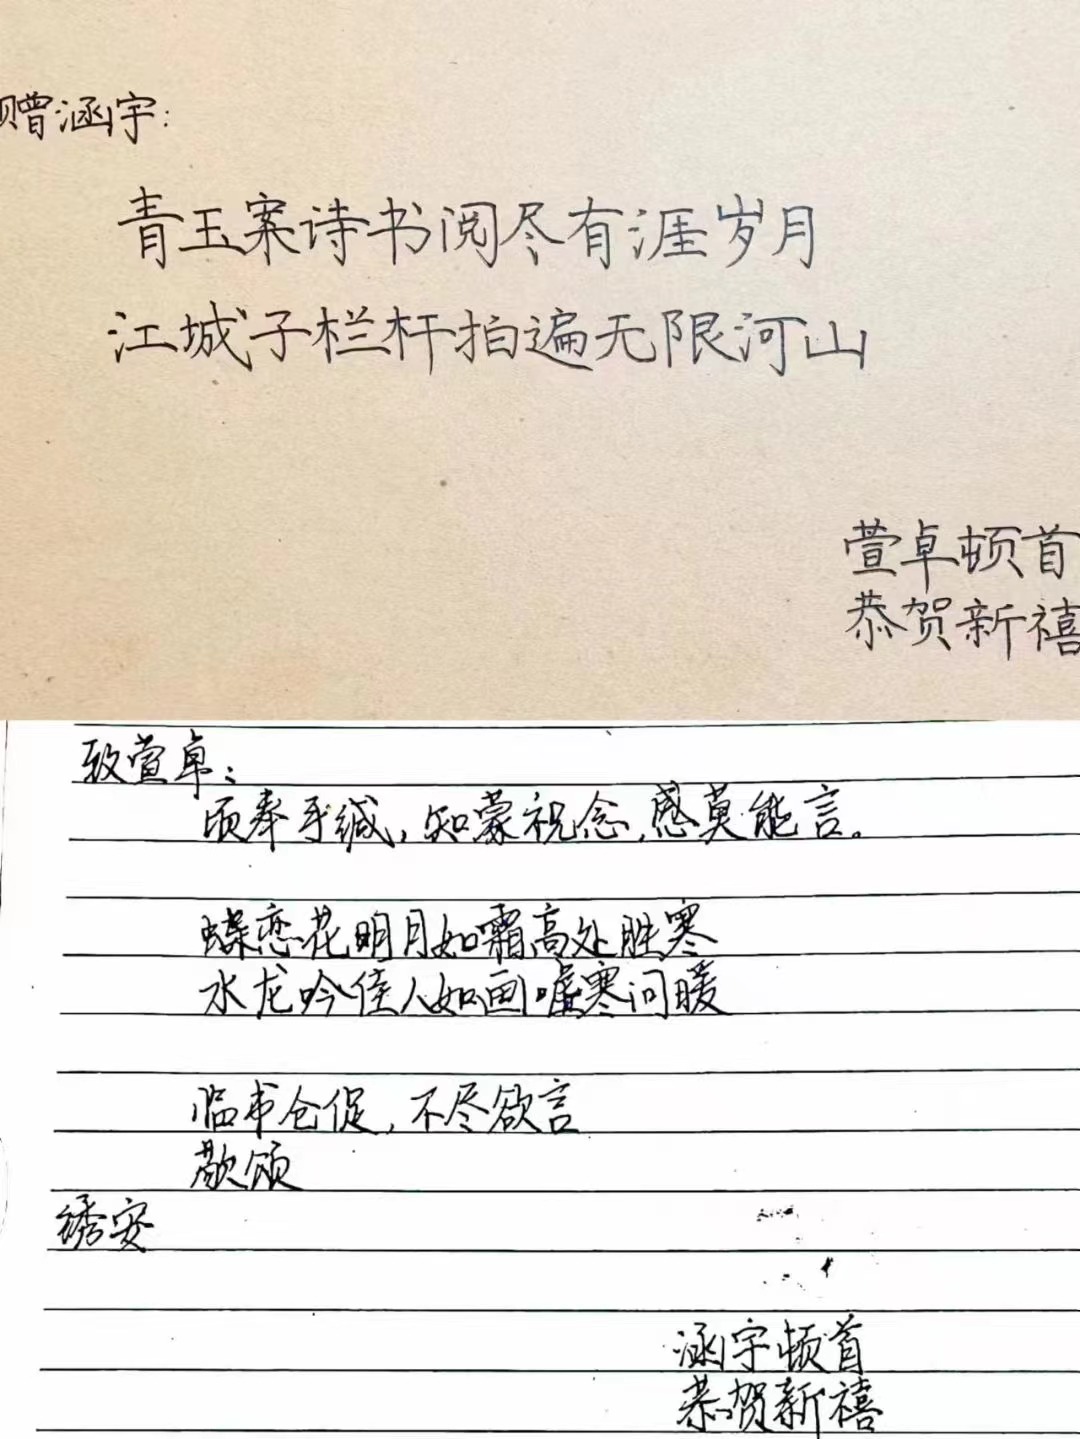 赠涵宇:
青玉案诗书阅尽有涯岁月
江城子栏杆拍遍无限河山
萱卓顿首
恭贺新禧
致萱卓:
顷奉手缄,知蒙祝念,感莫能言。
蝶恋花明月如霜高处胜寒
水龙吟佳人如画嘘寒问暖
临书仓促,不尽欲言
敬颂
绣安
涵宇顿首
恭贺新禧